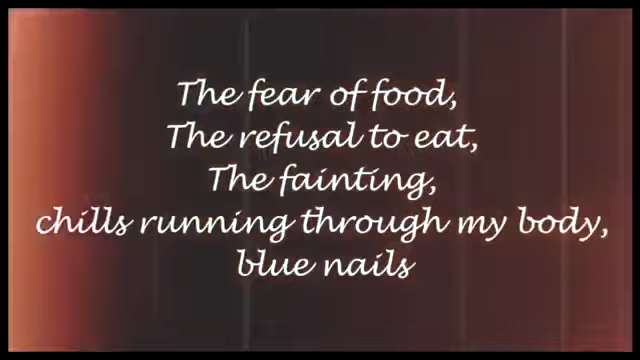 The fear of food,
The refusal to eat,
The fainting,
chills running through my body,
blue nails